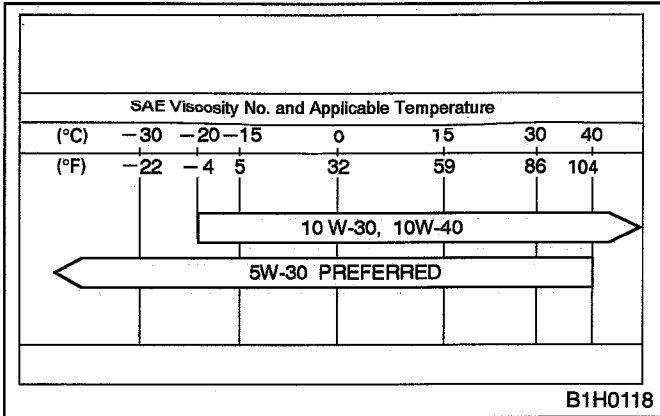 SAE Viscosity No. and Applicable Temperature
(°C) −30 −20 −15 0 15 30 40
(°F) −22 −4 5 32 59 86 104
10 W-30, 10W-40
5W-30 PREFERRED
B1H0118